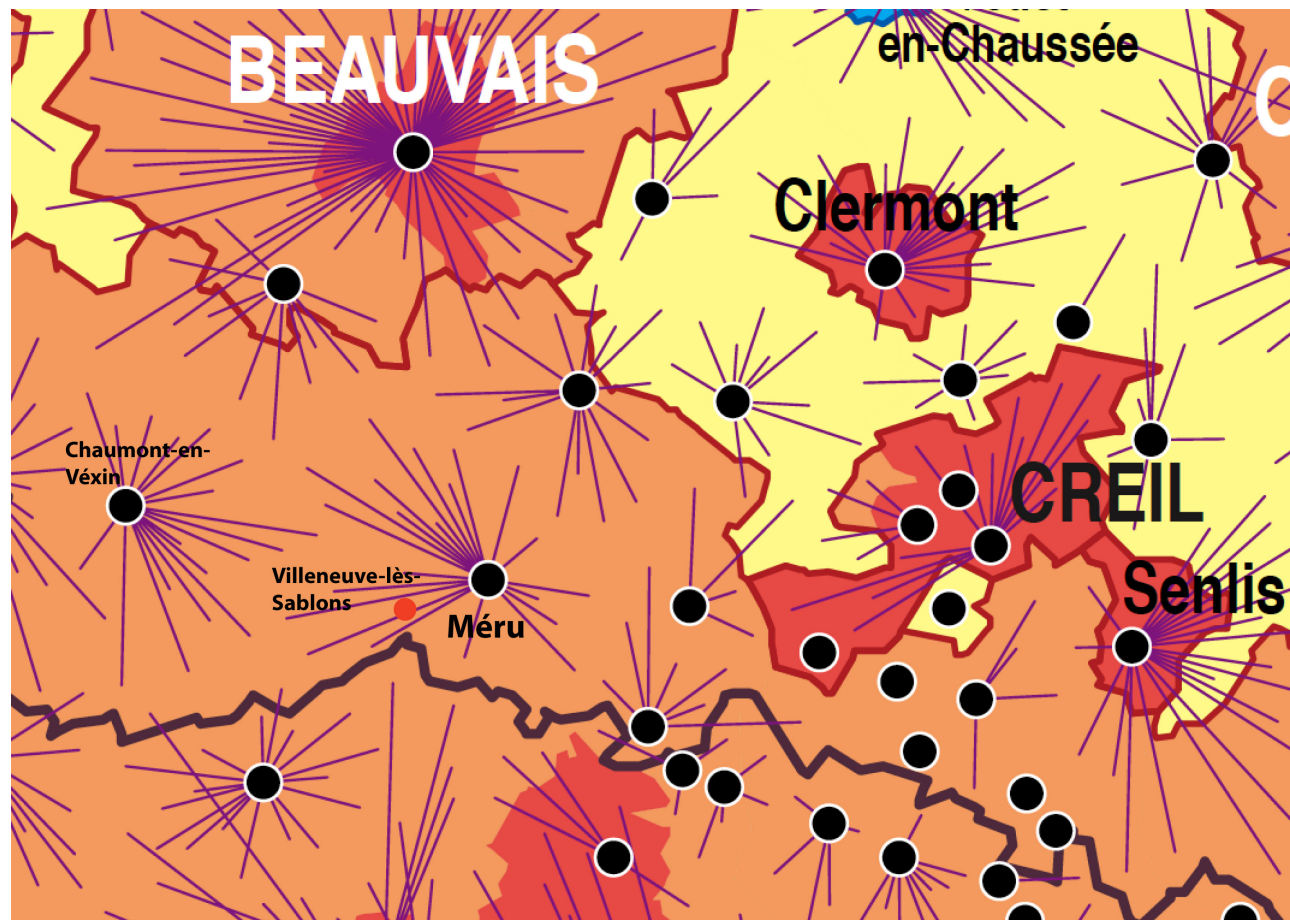 en-Chaussée
BEAUVAIS
C
Clermont
Chaumont-en-
Véxin
CREIL
Villeneuve-lès-
Sablons
Méru
Senlis